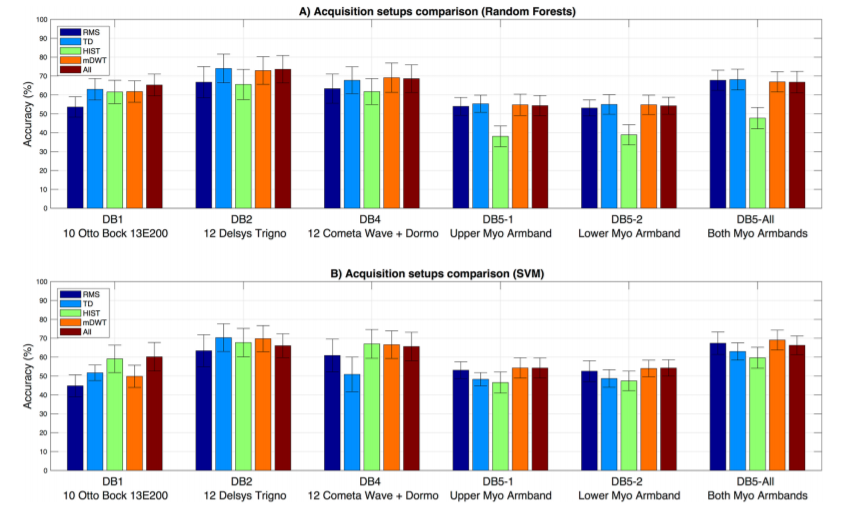 A) Acquisition setups comparison (Random Forests)
Accuracy (%)
100
90
80
70
60
50
40
30
20
10
0
RMS
TD
HIST
mDWT
All
DB1 DB2 DB4 DB5-1 DB5-2 DB5-All
10 Otto Bock 13E200 12 Delsys Trigno 12 Cometa Wave + Dormo Upper Myo Armband Lower Myo Armband Both Myo Armbands
B) Acquisition setups comparison (SVM)
Accuracy (%)
100
90
80
70
60
50
40
30
20
10
0
RMS
TD
HIST
mDWT
All
DB1 DB2 DB4 DB5-1 DB5-2 DB5-All
10 Otto Bock 13E200 12 Delsys Trigno 12 Cometa Wave + Dormo Upper Myo Armband Lower Myo Armband Both Myo Armbands